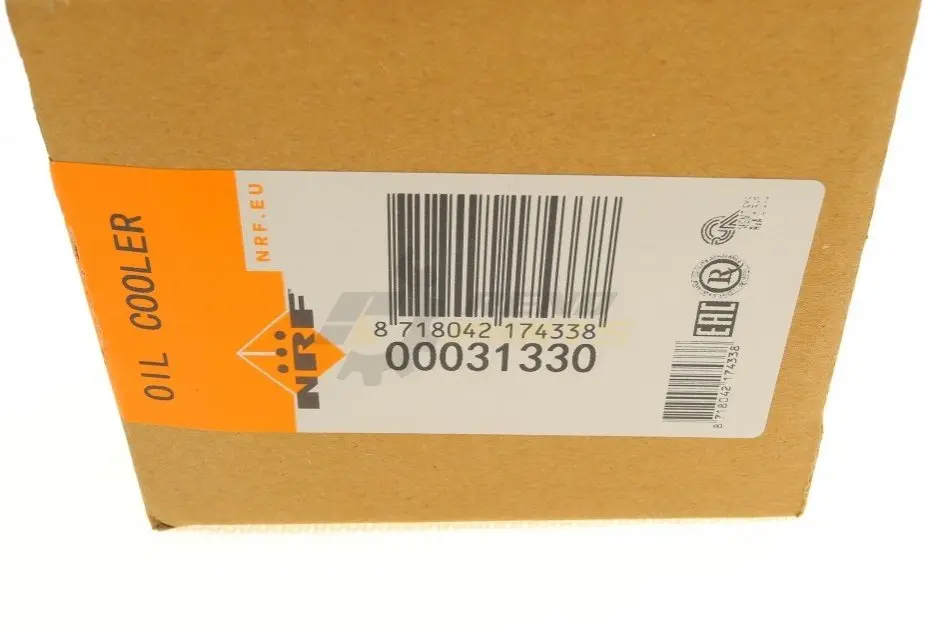 OIL COOLER
NRF.EU
NRF
8 718042 174338
00031330
R
EAC
8 718042 174338